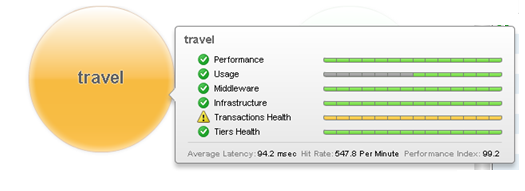 travel
travel
Performance
Usage
Middleware
Infrastructure
Transactions Health
Tiers Health
Average Latency: 94.2 msec Hit Rate: 547.8 Per Minute Performance Index: 99.2